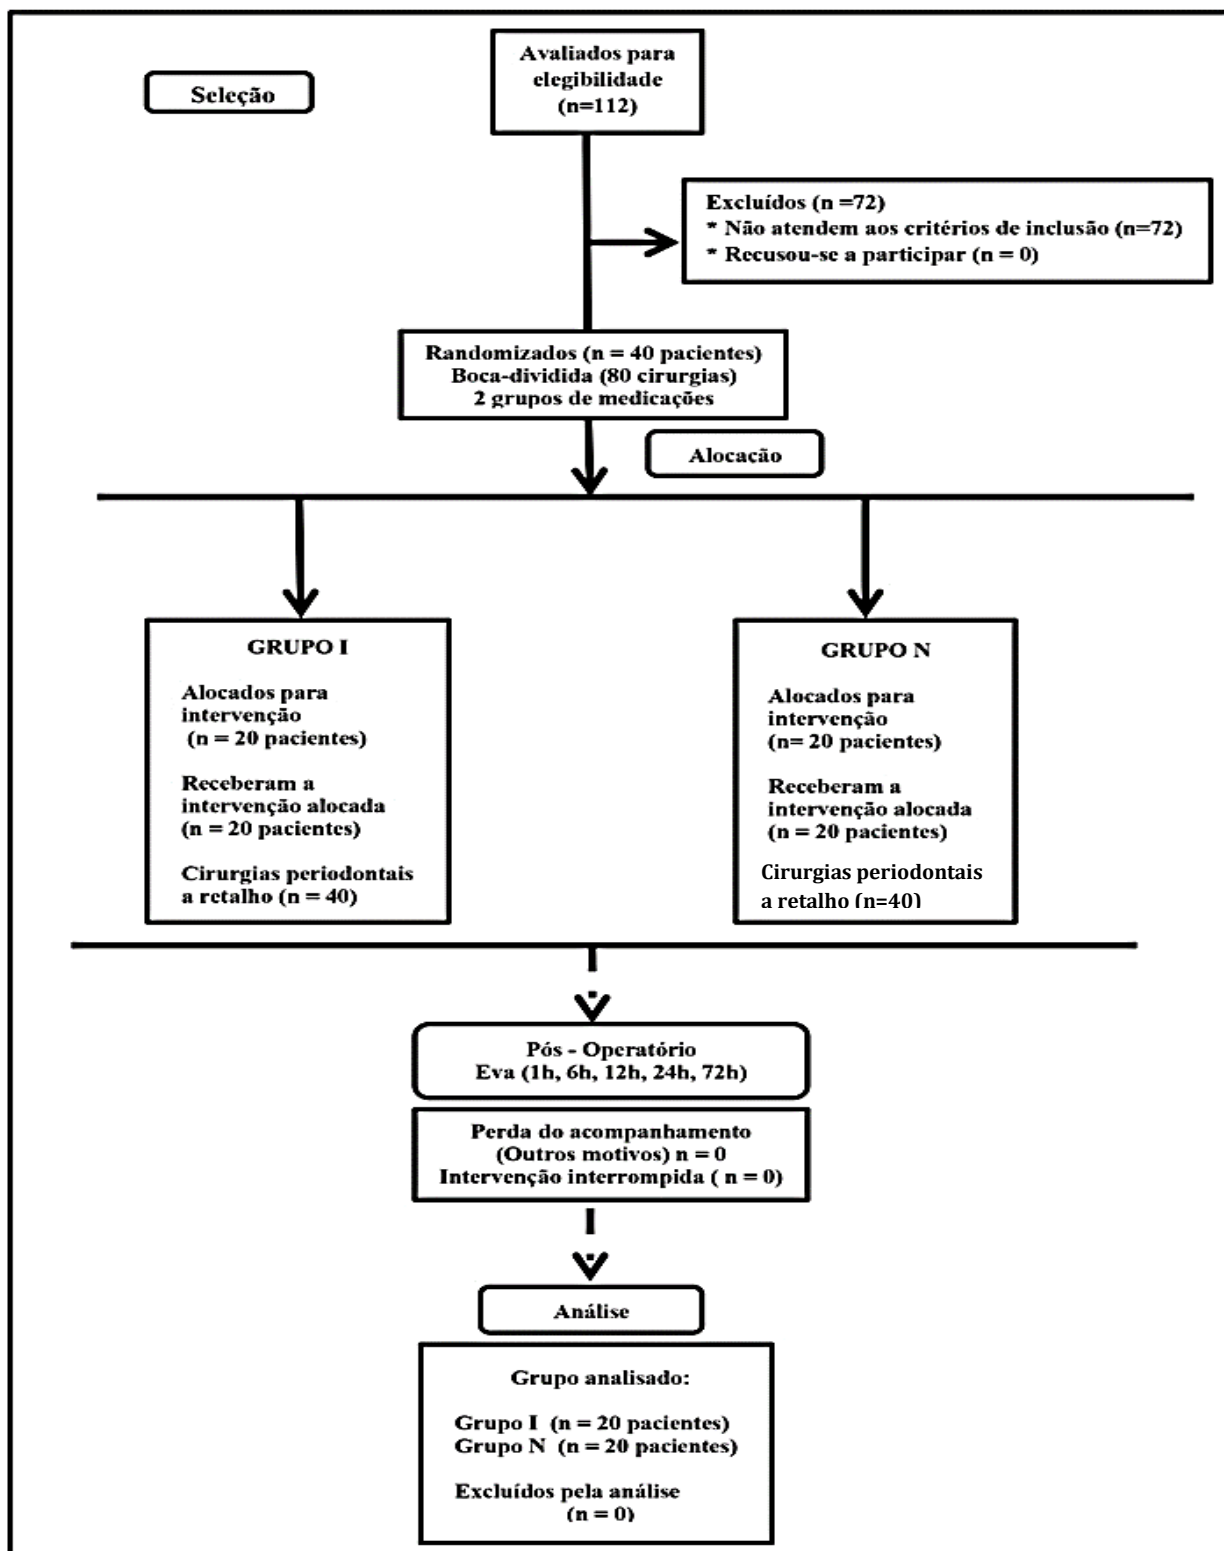 Seleção
Avaliados para
elegibilidade
(n=112)
Excluídos (n =72)
* Não atendem aos critérios de inclusão (n=72)
* Recusou-se a participar (n = 0)
Randomizados (n = 40 pacientes)
Boca-dividida (80 cirurgias)
2 grupos de medicações
Alocação
GRUPO I
Alocados para
intervenção
(n = 20 pacientes)
Receberam a
intervenção alocada
(n = 20 pacientes)
Cirurgias periodontais
a retalho (n = 40)
GRUPO N
Alocados para
intervenção
(n= 20 pacientes)
Receberam a
intervenção alocada
(n = 20 pacientes)
Cirurgias periodontais
a retalho (n=40)
Pós - Operatório
Eva (1h, 6h, 12h, 24h, 72h)
Perda do acompanhamento
(Outros motivos) n = 0
Intervenção interrompida ( n = 0)
Análise
Grupo analisado:
Grupo I (n = 20 pacientes)
Grupo N (n = 20 pacientes)
Excluídos pela análise
(n = 0)